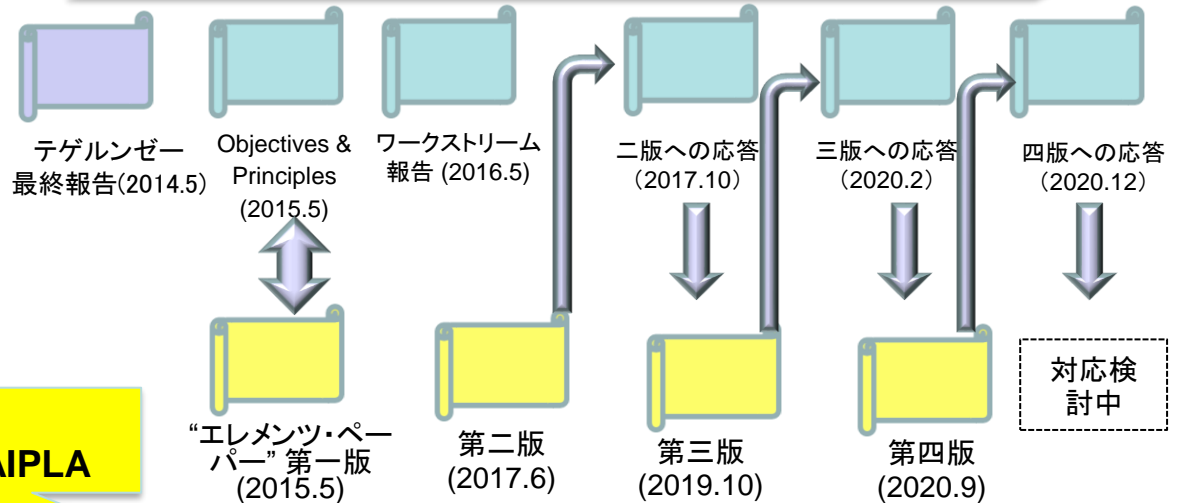 テゲルンゼー
最終報告(2014.5)
Objectives &
Principles
(2015.5)
ワークストリーム
報告 (2016.5)
二版への応答
(2017.10)
三版への応答
(2020.2)
四版への応答
(2020.12)
“エレメンツ・ペー
パー” 第一版
(2015.5)
第二版
(2017.6)
第三版
(2019.10)
第四版
(2020.9)
対応検
討中
AIPLA